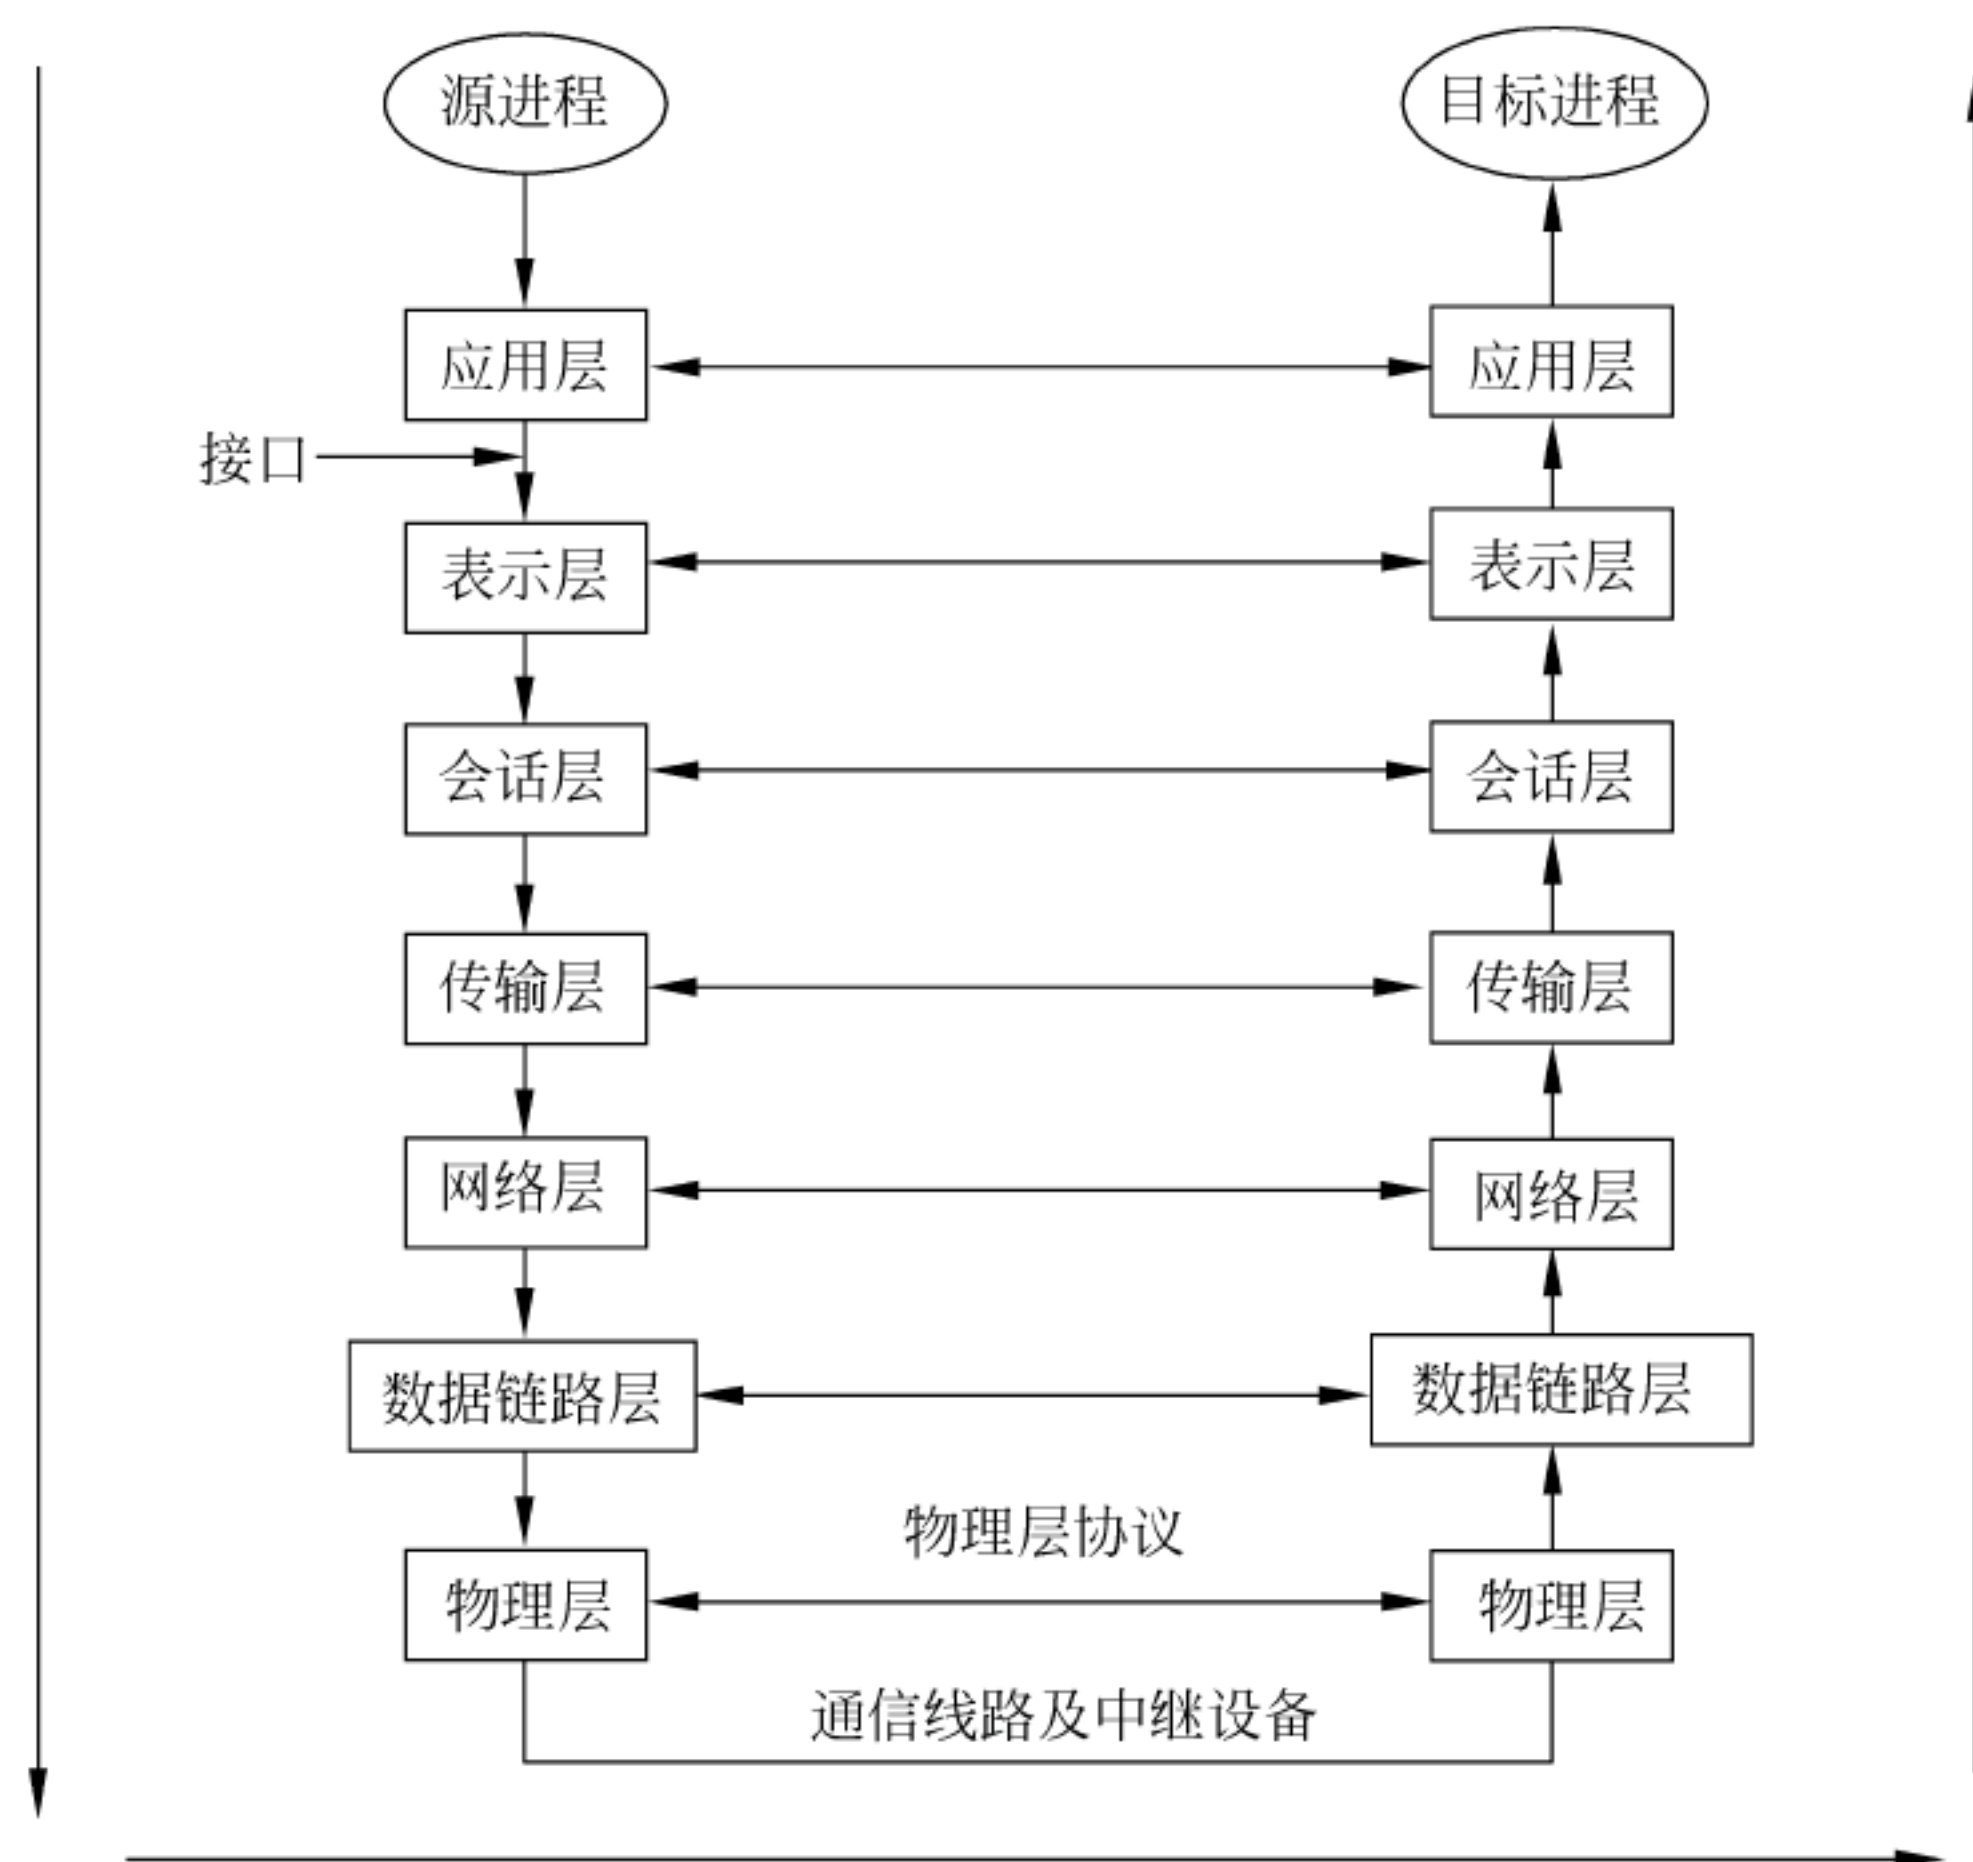 源进程
目标进程
应用层
应用层
接口
表示层
表示层
会话层
会话层
传输层
传输层
网络层
网络层
数据链路层
数据链路层
物理层协议
物理层
物理层
通信线路及中继设备